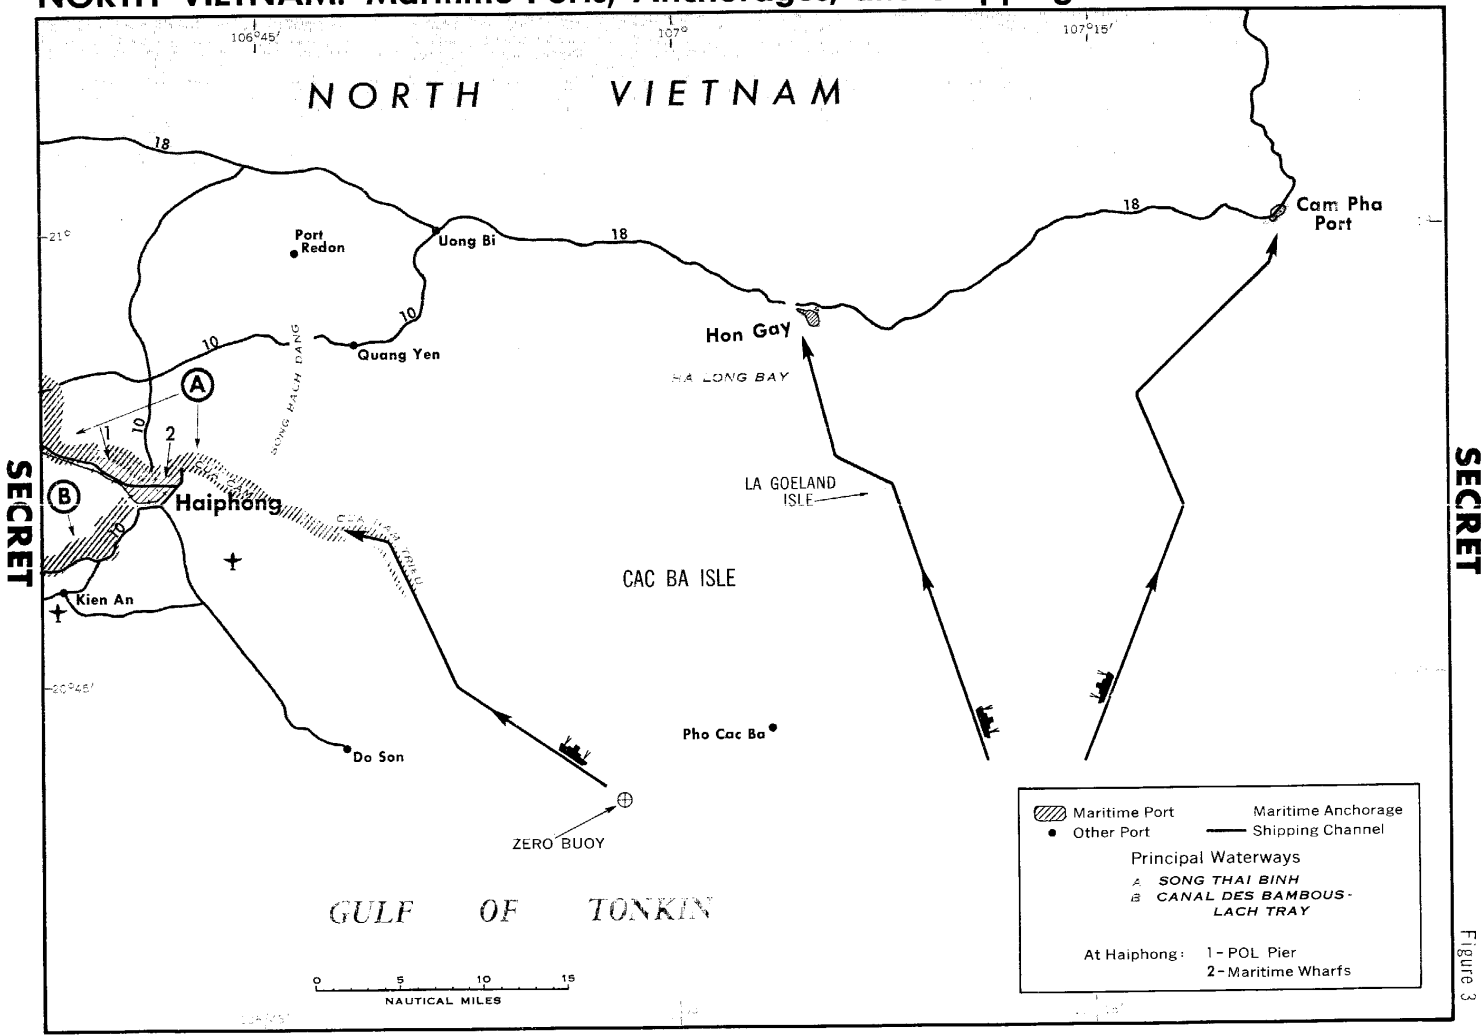 NORTH VIETNAM: Maritime Ports, Anchorages,
106°45'
107°
107°15'
NORTH VIETNAM
18
Cam Pha
Port
18
21°
Port
Redon
Uong Bi
18
10
Hon Gay
10
Quang Yen
HA LONG BAY
SONG BACH DANG
A
1
10
2
SECRET
SECRET
LA GOELAND
ISLE
B
CUA CAM
Haiphong
CUA NAM TRIEU
10
CAC BA ISLE
Kien An
20°45'
Pho Cac Ba
Do Son
ZERO BUOY
Maritime Port
Maritime Anchorage
Other Port
Shipping Channel
Principal Waterways
A SONG THAI BINH
B CANAL DES BAMBOUS-
LACH TRAY
At Haiphong: 1-POL Pier
2-Maritime Wharfs
GULF OF TONKIN
0 5 10 15
NAUTICAL MILES
Figure 3